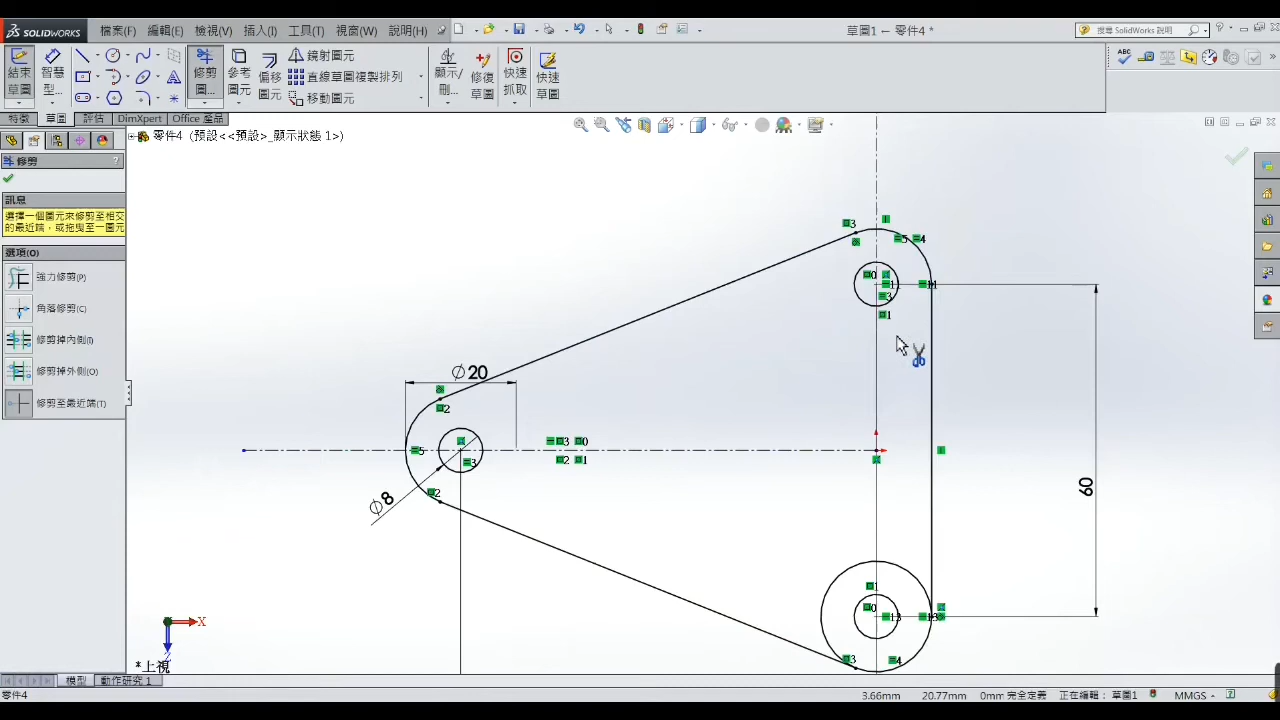 SOLIDWORKS 檔案(F) 編輯(E) 檢視(V) 插入(I) 工具(T) 視窗(W) 說明(H) 草圖1 ← 零件4 * 搜尋 SolidWorks 說明
結束草圖 智慧型... 修剪圖... 參考圖元 偏移圖元 鏡射圖元 顯示/刪... 修復草圖 快速抓取 快速草圖
直線草圖複製排列
移動圖元
特徵 草圖 評估 DimXpert Office 產品
零件4 (預設<<預設>_顯示狀態 1>)
修剪 ?
訊息
選擇一個圖元來修剪至相交的最近端，或拖曳至一圖元
選項(O)
強力修剪(P)
角落修剪(C)
修剪掉內側(I)
修剪掉外側(O)
修剪至最近端(T)
∅20
∅8
60
X
*上視
模型 動作研究 1
零件4 3.66mm 20.77mm 0mm 完全定義 正在編輯： 草圖1 MMGS